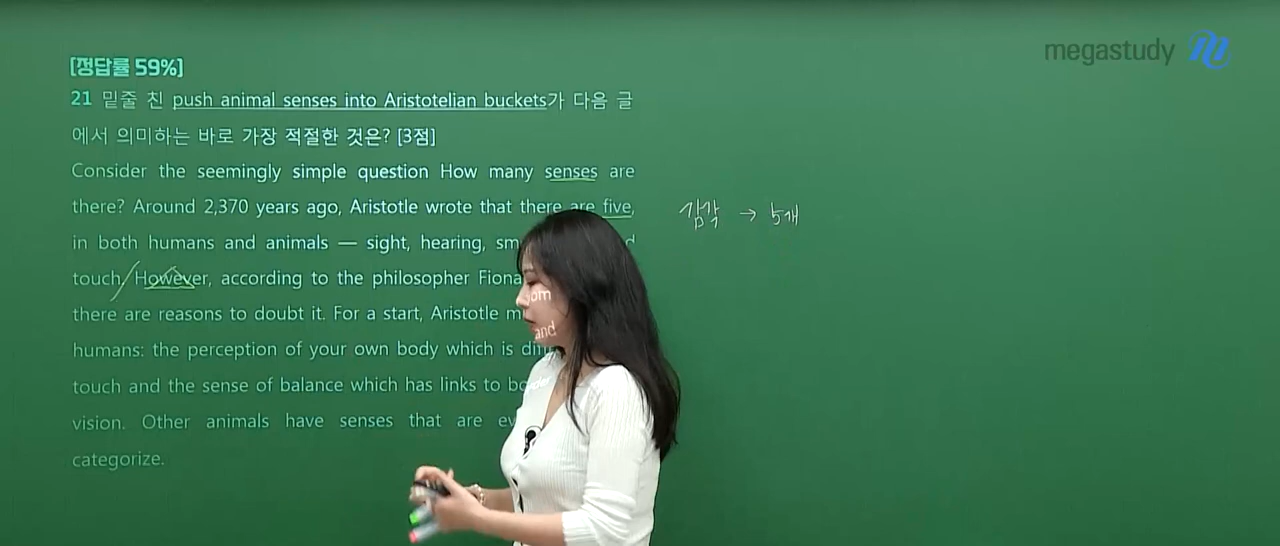 megastudy
[정답률 59%]
21 밑줄 친 push animal senses into Aristotelian buckets가 다음 글
에서 의미하는 바로 가장 적절한 것은? [3점]
Consider the seemingly simple question How many senses are
there? Around 2,370 years ago, Aristotle wrote that there are five,
in both humans and animals — sight, hearing, sm d
touch. However, according to the philosopher Fiona om
there are reasons to doubt it. For a start, Aristotle m and
humans: the perception of your own body which is diff
touch and the sense of balance which has links to bo
vision. Other animals have senses that are ev
categorize.
감각 → 5개